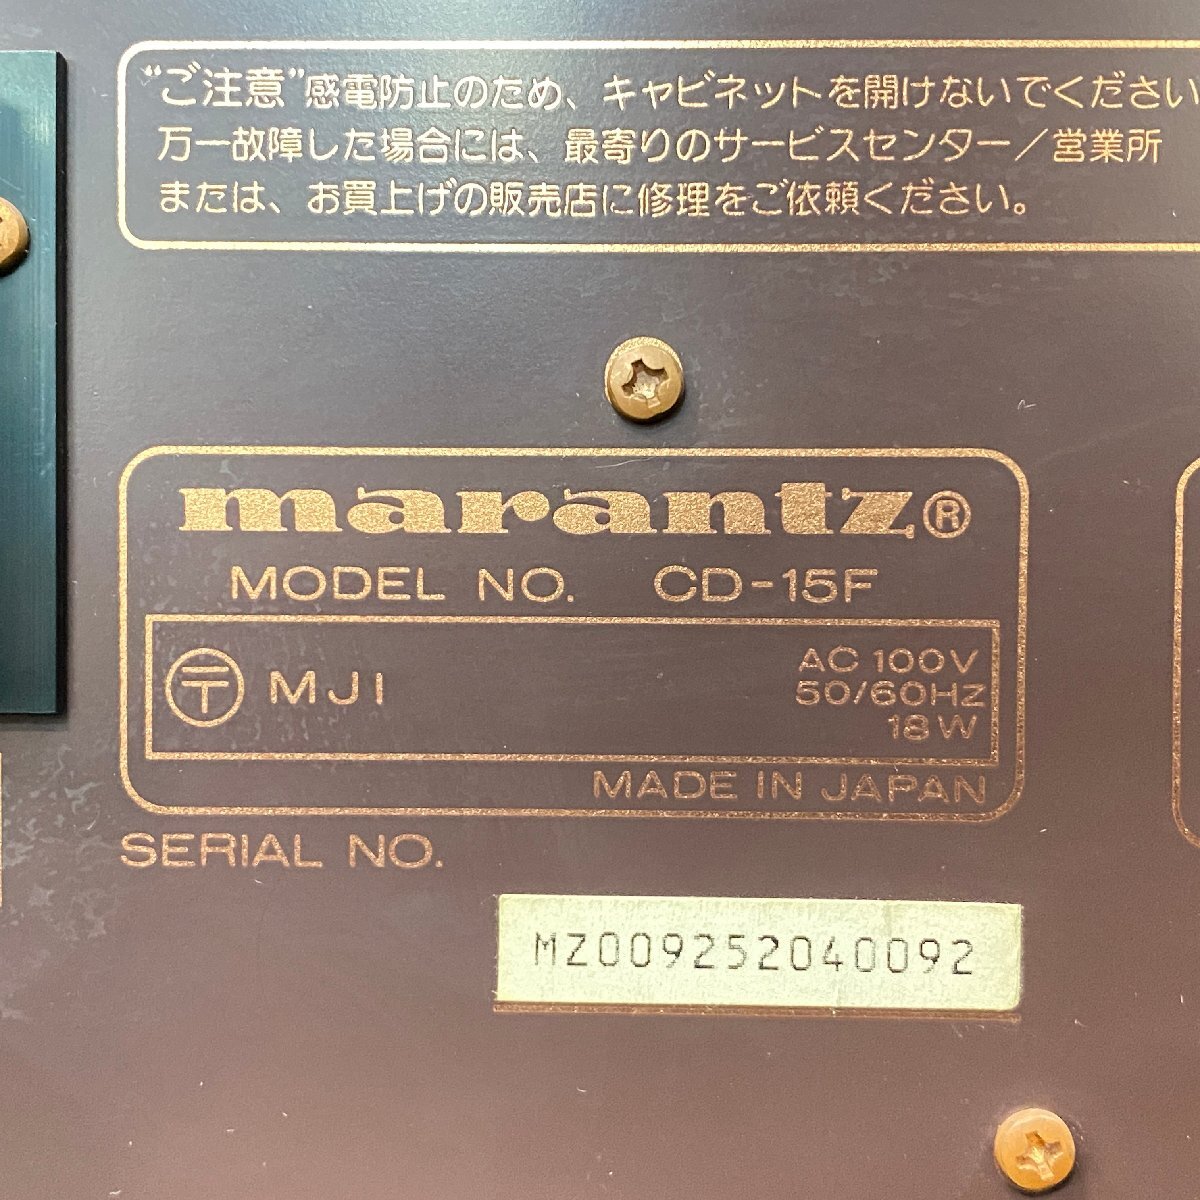 “ご注意”感電防止のため、キャビネットを開けないでください
万一故障した場合には、最寄りのサービスセンター／営業所
または、お買上げの販売店に修理をご依頼ください。
marantz®
MODEL NO. CD-15F
〒 MJI
AC 100V
50/60Hz
18W
MADE IN JAPAN
SERIAL NO.
MZ009252040092